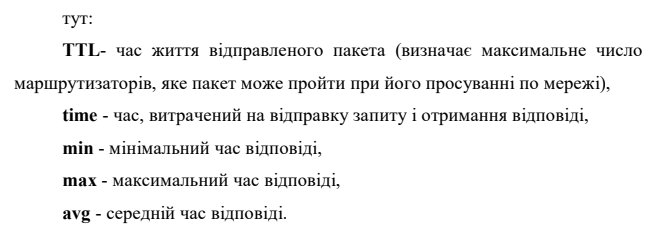 тут:
TTL- час життя відправленого пакета (визначає максимальне число
маршрутизаторів, яке пакет може пройти при його просуванні по мережі),
time - час, витрачений на відправку запиту і отримання відповіді,
min - мінімальний час відповіді,
max - максимальний час відповіді,
avg - середній час відповіді.